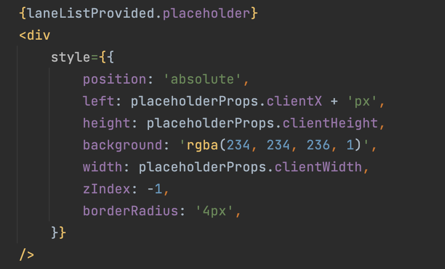 {laneListProvided.placeholder}
<div
    style={{
        position: 'absolute',
        left: placeholderProps.clientX + 'px',
        height: placeholderProps.clientHeight,
        background: 'rgba(234, 234, 236, 1)',
        width: placeholderProps.clientWidth,
        zIndex: -1,
        borderRadius: '4px',
    }}
/>